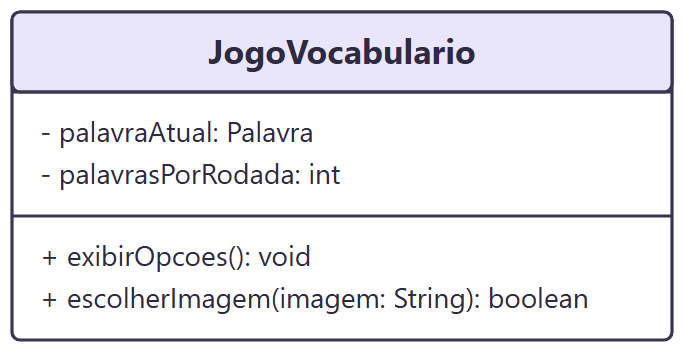 JogoVocabulario
- palavraAtual: Palavra
- palavrasPorRodada: int
+ exibirOpcoes(): void
+ escolherImagem(imagem: String): boolean